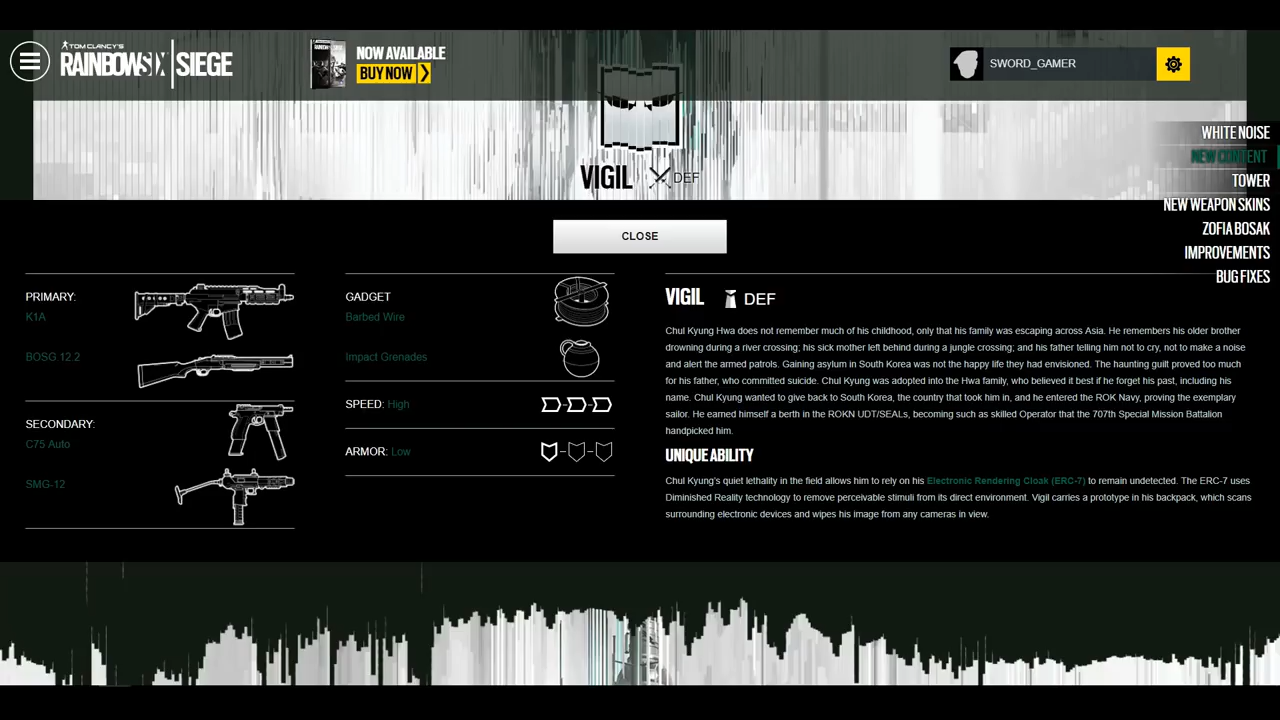 TOM CLANCY'S
RAINBOWSIX | SIEGE
NOW AVAILABLE
BUY NOW
SWORD_GAMER
WHITE NOISE
NEW CONTENT
TOWER
NEW WEAPON SKINS
ZOFIA BOSAK
IMPROVEMENTS
BUG FIXES
VIGIL DEF
CLOSE
PRIMARY:
K1A
BOSG 12.2
SECONDARY:
C75 Auto
SMG-12
GADGET
Barbed Wire
Impact Grenades
SPEED: High
ARMOR: Low
VIGIL DEF
Chul Kyung Hwa does not remember much of his childhood, only that his family was escaping across Asia. He remembers his older brother
drowning during a river crossing; his sick mother left behind during a jungle crossing; and his father telling him not to cry, not to make a noise
and alert the armed patrols. Gaining asylum in South Korea was not the happy life they had envisioned. The haunting guilt proved too much
for his father, who committed suicide. Chul Kyung was adopted into the Hwa family, who believed it best if he forget his past, including his
name. Chul Kyung wanted to give back to South Korea, the country that took him in, and he entered the ROK Navy, proving the exemplary
sailor. He earned himself a berth in the ROKN UDT/SEALs, becoming such as skilled Operator that the 707th Special Mission Battalion
handpicked him.
UNIQUE ABILITY
Chul Kyung's quiet lethality in the field allows him to rely on his Electronic Rendering Cloak (ERC-7) to remain undetected. The ERC-7 uses
Diminished Reality technology to remove perceivable stimuli from its direct environment. Vigil carries a prototype in his backpack, which scans
surrounding electronic devices and wipes his image from any cameras in view.